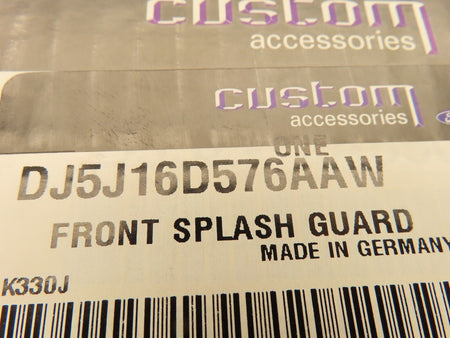 custom
accessories
custom
accessories
ONE
DJ5J16D576AAW
FRONT SPLASH GUARD
MADE IN GERMANY
K330J